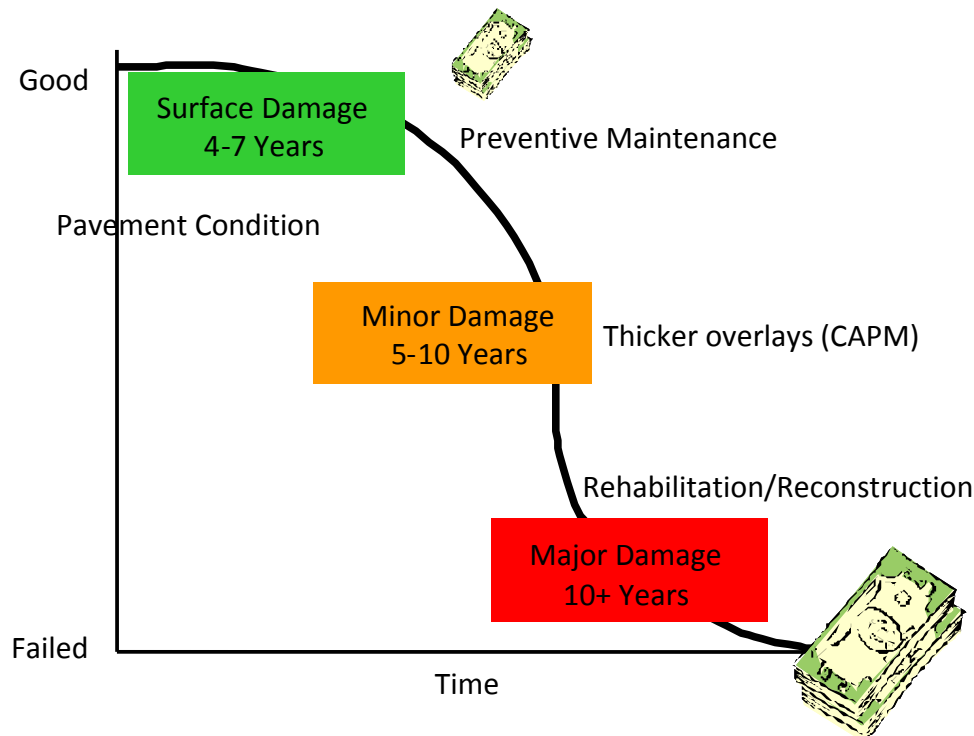 Good
Surface Damage
4-7 Years
Preventive Maintenance
Pavement Condition
Minor Damage
5-10 Years
Thicker overlays (CAPM)
Rehabilitation/Reconstruction
Major Damage
10+ Years
Failed
Time